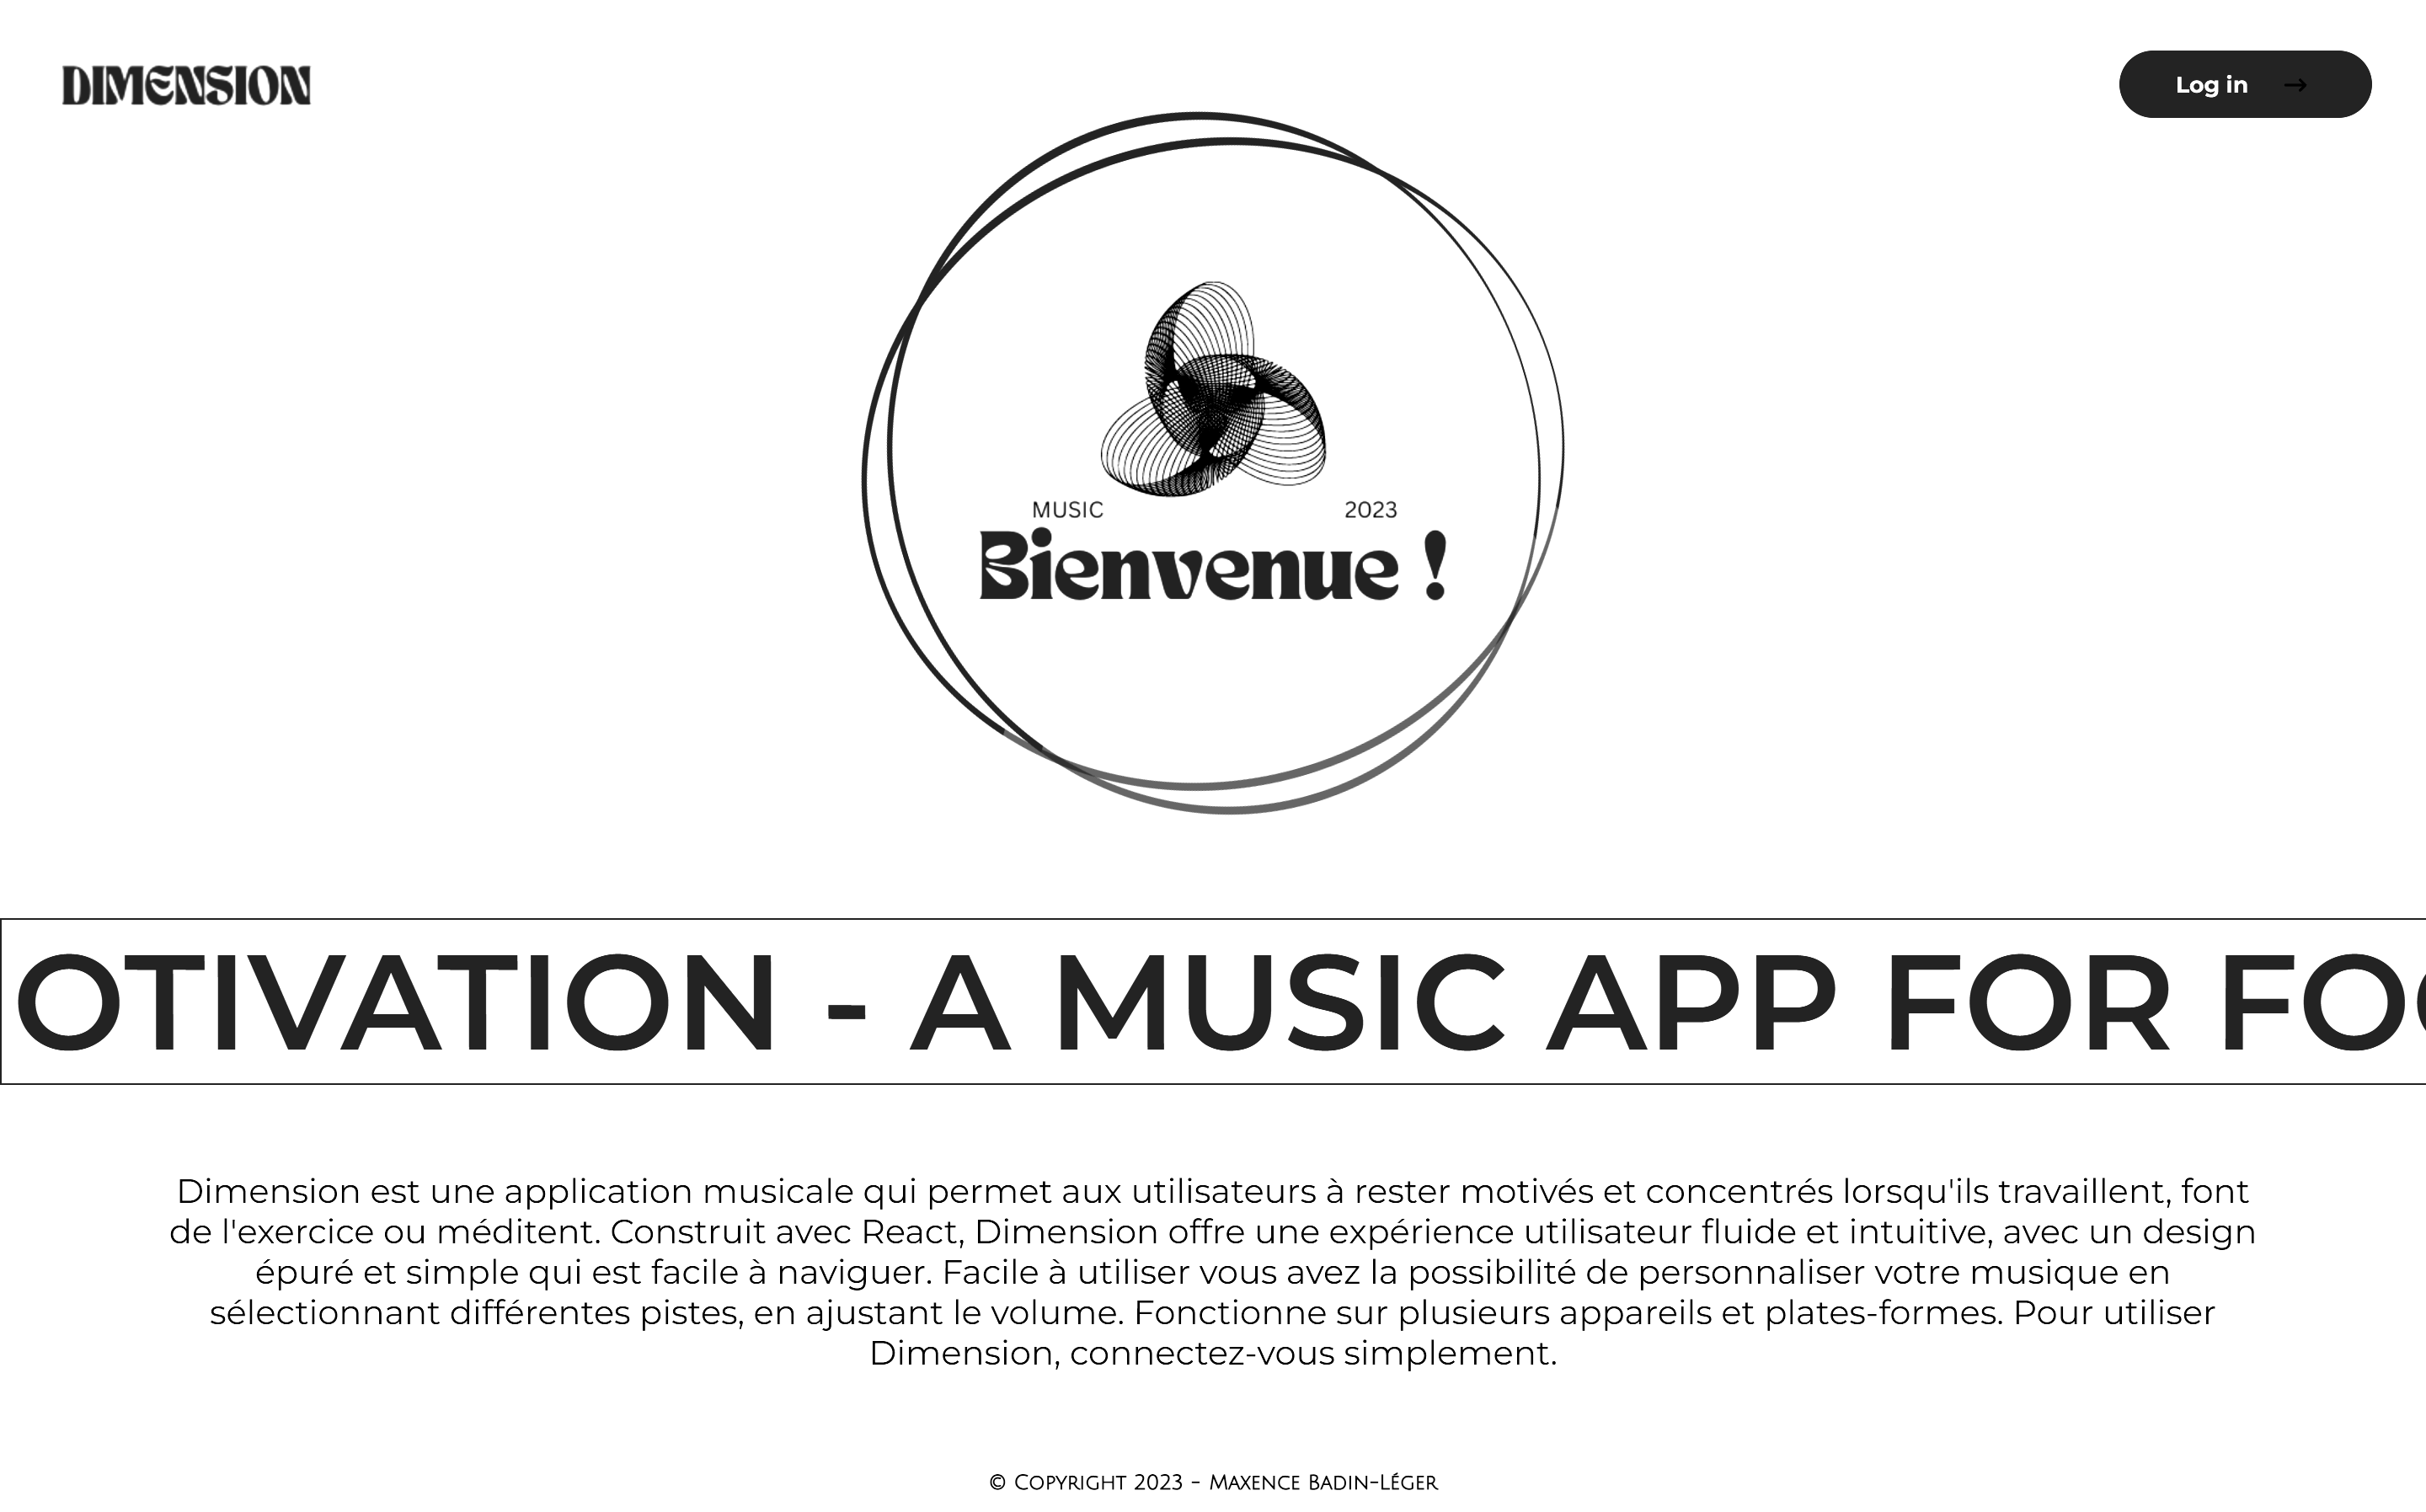 DIMENSION
Log in
MUSIC 2023
Bienvenue !
OTIVATION - A MUSIC APP FOR FO
Dimension est une application musicale qui permet aux utilisateurs à rester motivés et concentrés lorsqu'ils travaillent, font
de l'exercice ou méditent. Construit avec React, Dimension offre une expérience utilisateur fluide et intuitive, avec un design
épuré et simple qui est facile à naviguer. Facile à utiliser vous avez la possibilité de personnaliser votre musique en
sélectionnant différentes pistes, en ajustant le volume. Fonctionne sur plusieurs appareils et plates-formes. Pour utiliser
Dimension, connectez-vous simplement.
© Copyright 2023 - Maxence Badin-Léger